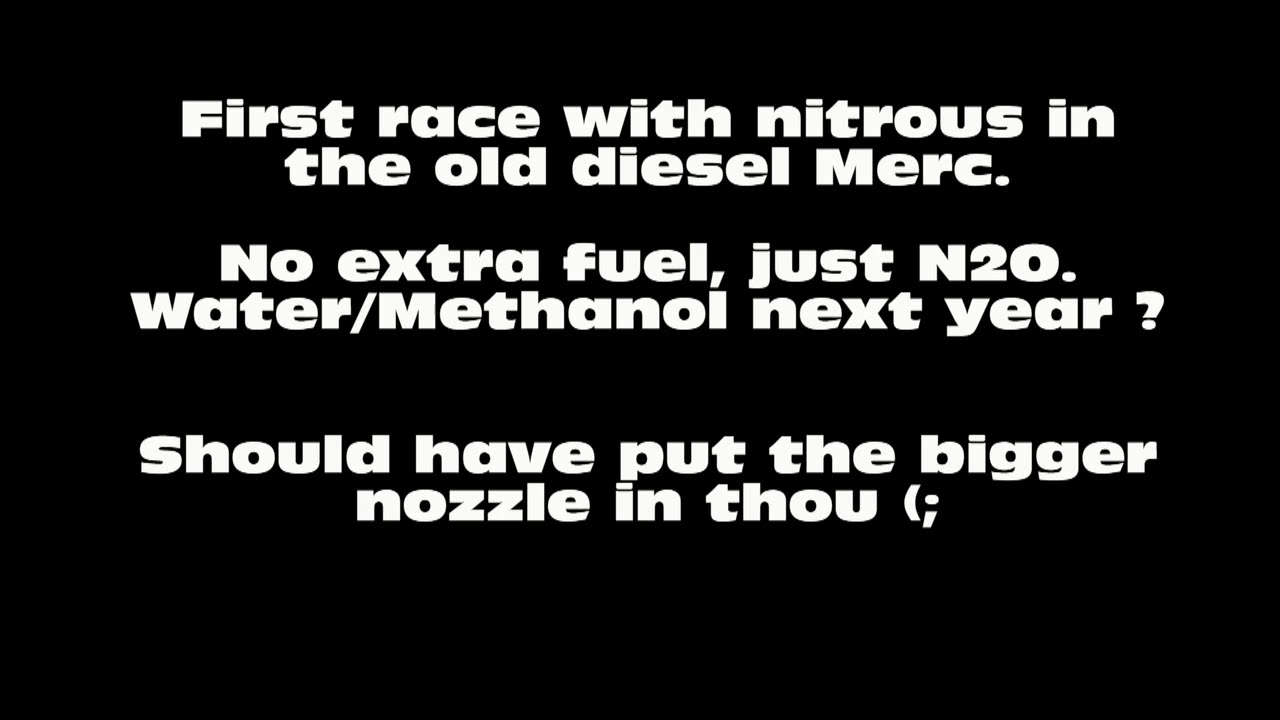 First race with nitrous in
the old diesel Merc.
No extra fuel, just N2O.
Water/Methanol next year ?
Should have put the bigger
nozzle in thou (;